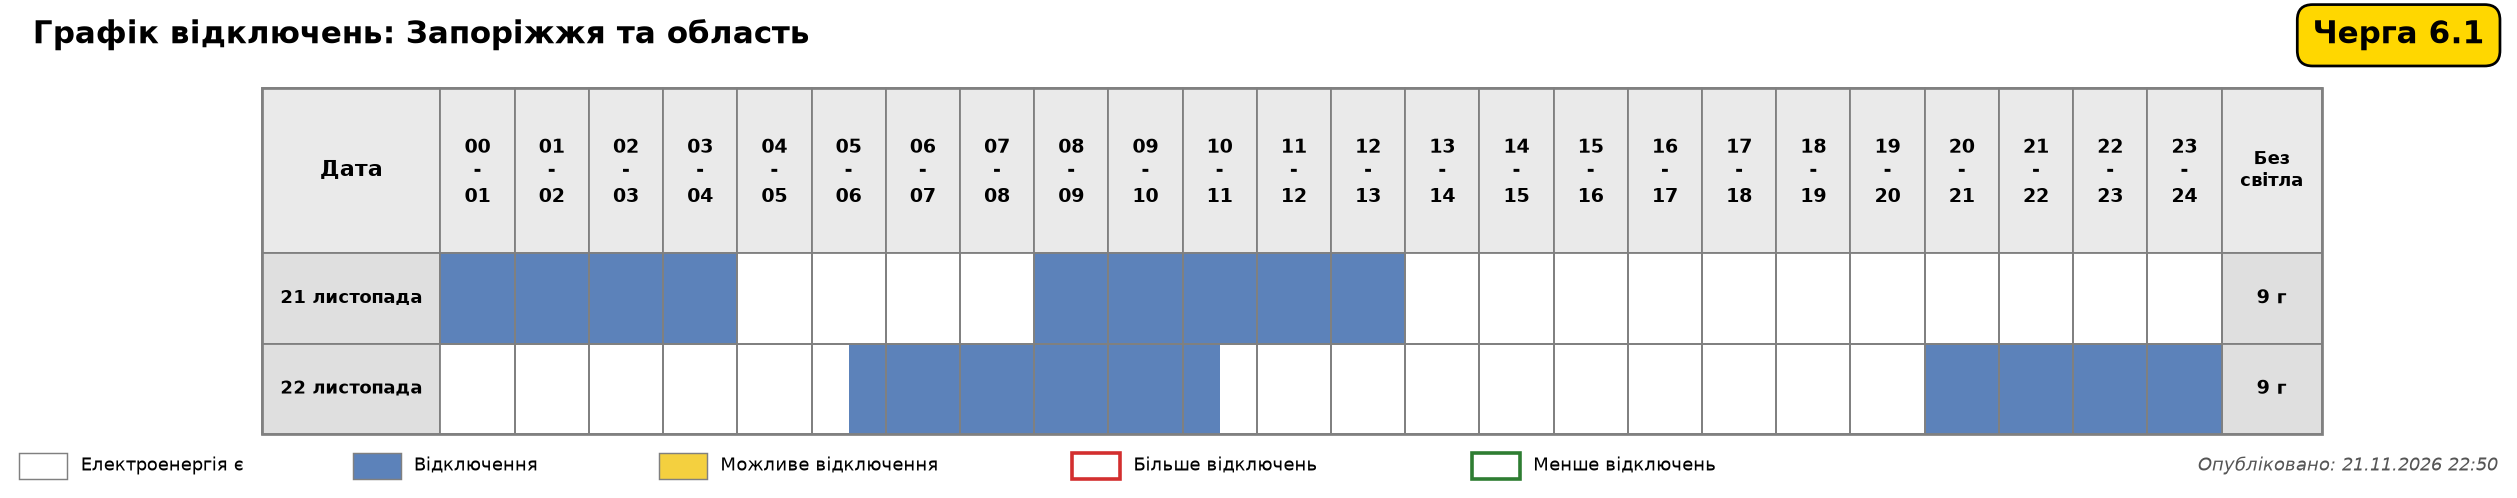 Графік відключень: Запоріжжя та область
Черга 6.1
Дата
00 - 01
01 - 02
02 - 03
03 - 04
04 - 05
05 - 06
06 - 07
07 - 08
08 - 09
09 - 10
10 - 11
11 - 12
12 - 13
13 - 14
14 - 15
15 - 16
16 - 17
17 - 18
18 - 19
19 - 20
20 - 21
21 - 22
22 - 23
23 - 24
Без
світла
21 листопада
9 г
22 листопада
9 г
Електроенергія є
Відключення
Можливе відключення
Більше відключень
Менше відключень
Опубліковано: 21.11.2026 22:50